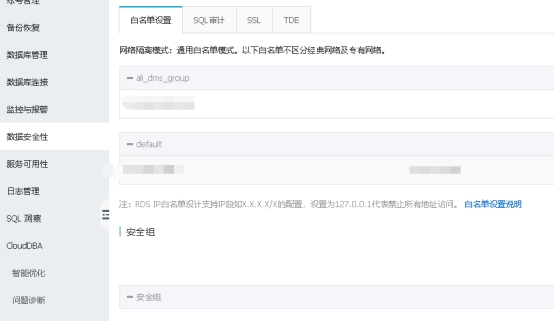 账号管理
备份恢复
数据库管理
数据库连接
监控与报警
数据安全性
服务可用性
日志管理
SQL 洞察
CloudDBA
智能优化
问题诊断
白名单设置
SQL审计
SSL
TDE
网络隔离模式：通用白名单模式。以下白名单不区分经典网络及专有网络。
ali_dms_group
default
注：RDS IP白名单设计支持IP段如X.X.X.X/X的配置，设置为127.0.0.1代表禁止所有地址访问。 白名单设置说明
安全组
安全组